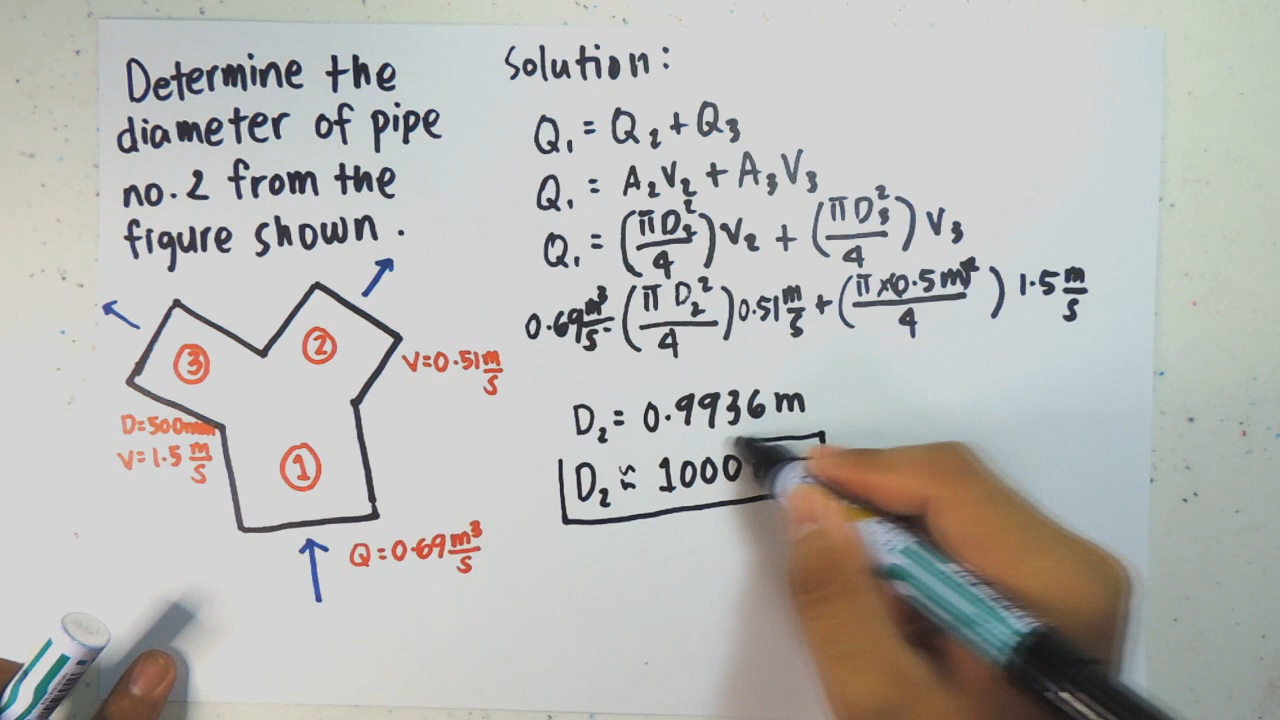 Determine the
diameter of pipe
no. 2 from the
figure shown.
③
②
V=0.51 m/s
D=500mm
V=1.5 m/s
①
Q=0.69 m³/s
Solution:
Q₁ = Q₂ + Q₃
Q₁ = A₂V₂ + A₃V₃
Q₁ = (πD₂²/4)V₂ + (πD₃²/4)V₃
0.69 m³/s = (πD₂²/4)0.51 m/s + (π×0.5m²/4)1.5 m/s
D₂ = 0.9936 m
D₂ ≈ 1000